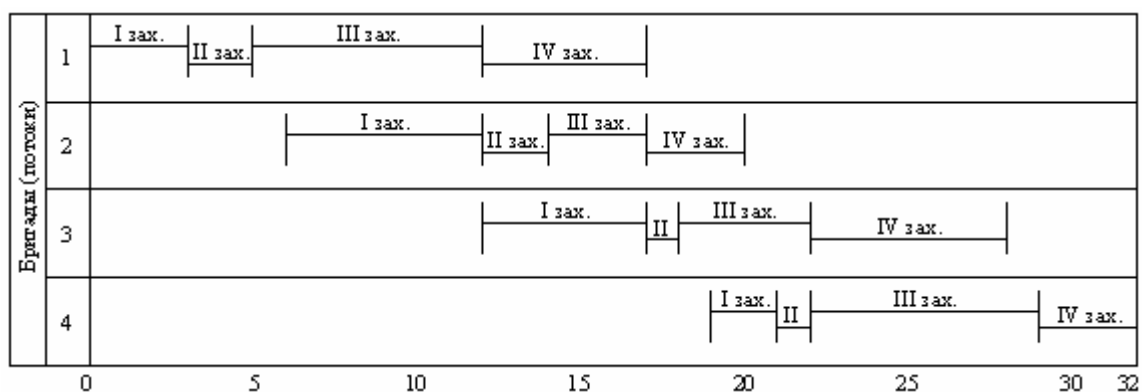 Бригады (потоки)
1
I зах.
II зах.
III зах.
IV зах.
2
I зах.
II зах.
III зах.
IV зах.
3
I зах.
II
III зах.
IV зах.
4
I зах.
II
III зах.
IV зах.
0 5 10 15 20 25 30 32